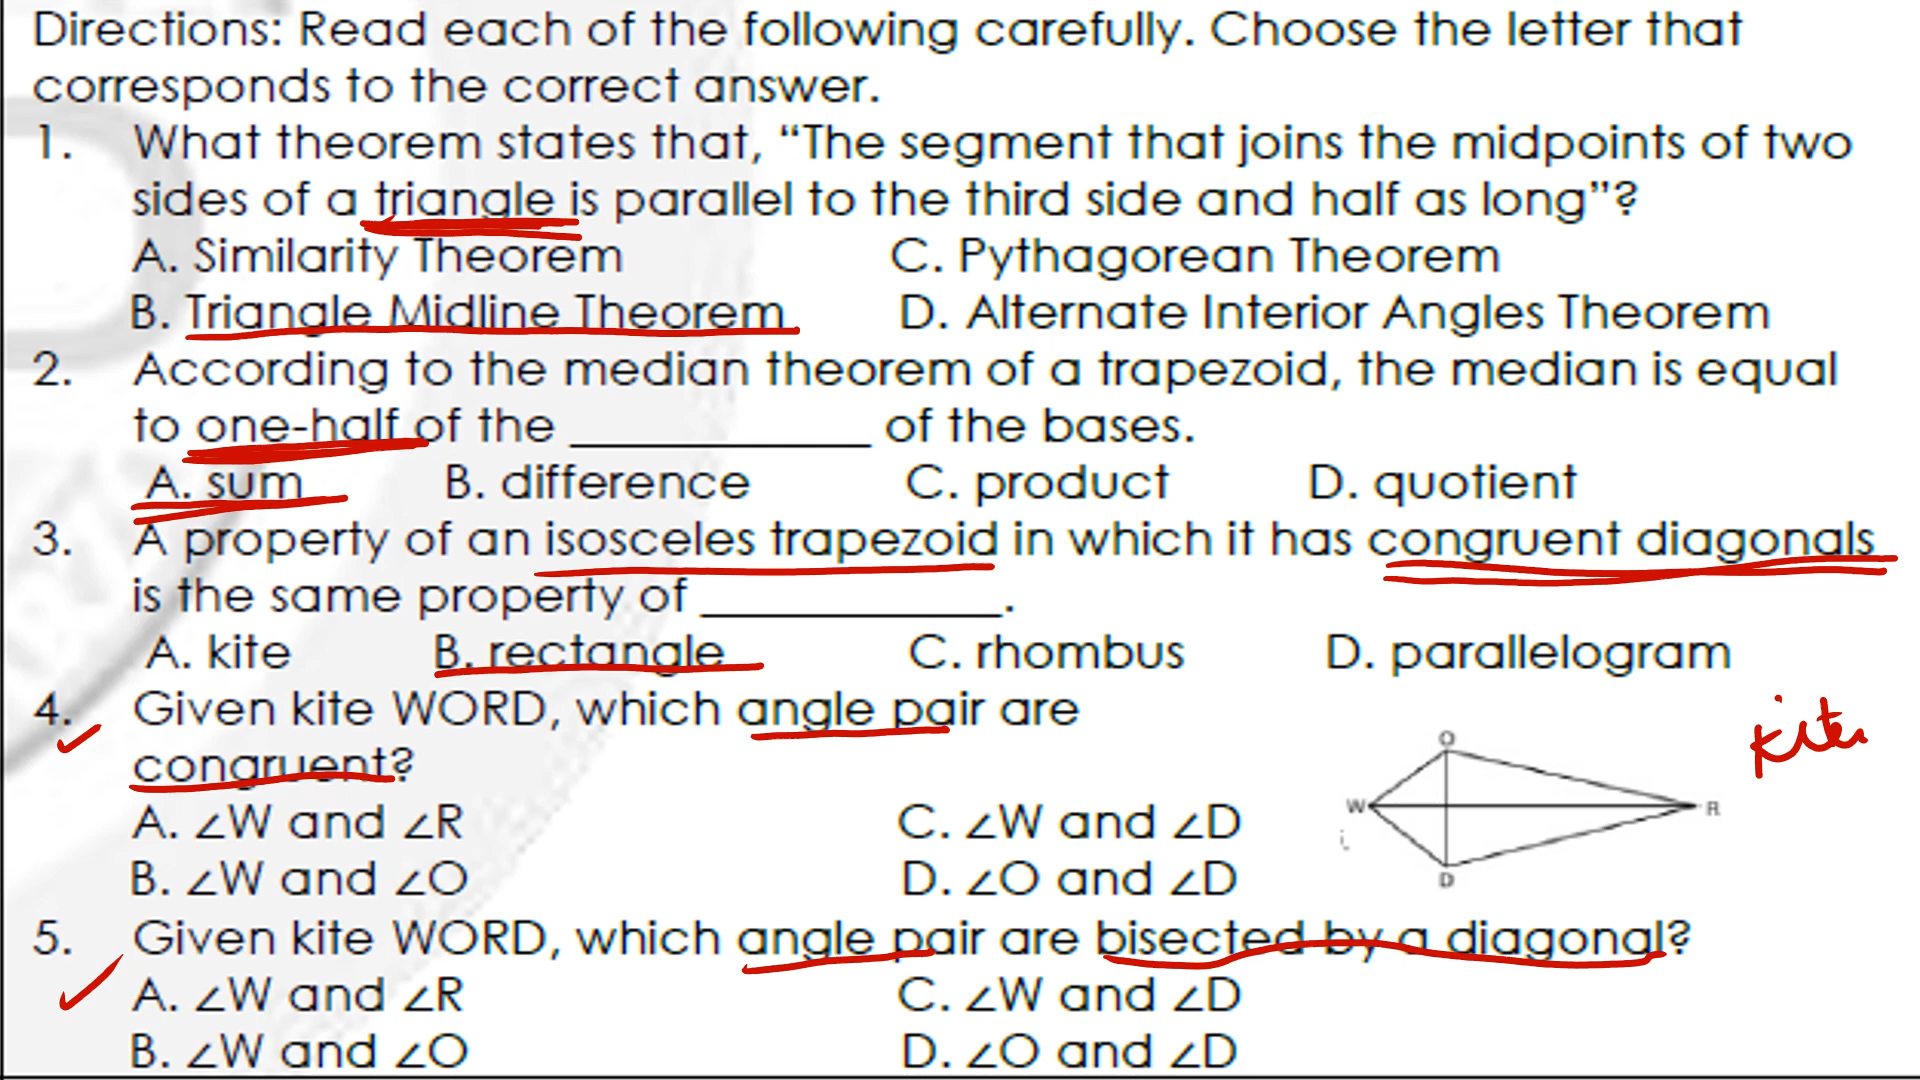 Directions: Read each of the following carefully. Choose the letter that
corresponds to the correct answer.
1. What theorem states that, “The segment that joins the midpoints of two
sides of a triangle is parallel to the third side and half as long”?
A. Similarity Theorem C. Pythagorean Theorem
B. Triangle Midline Theorem D. Alternate Interior Angles Theorem
2. According to the median theorem of a trapezoid, the median is equal
to one-half of the ____________ of the bases.
A. sum B. difference C. product D. quotient
3. A property of an isosceles trapezoid in which it has congruent diagonals
is the same property of ____________.
A. kite B. rectangle C. rhombus D. parallelogram
4. Given kite WORD, which angle pair are
congruent?
A. ∠W and ∠R C. ∠W and ∠D
B. ∠W and ∠O D. ∠O and ∠D
kite
O
W
R
D
5. Given kite WORD, which angle pair are bisected by a diagonal?
A. ∠W and ∠R C. ∠W and ∠D
B. ∠W and ∠O D. ∠O and ∠D